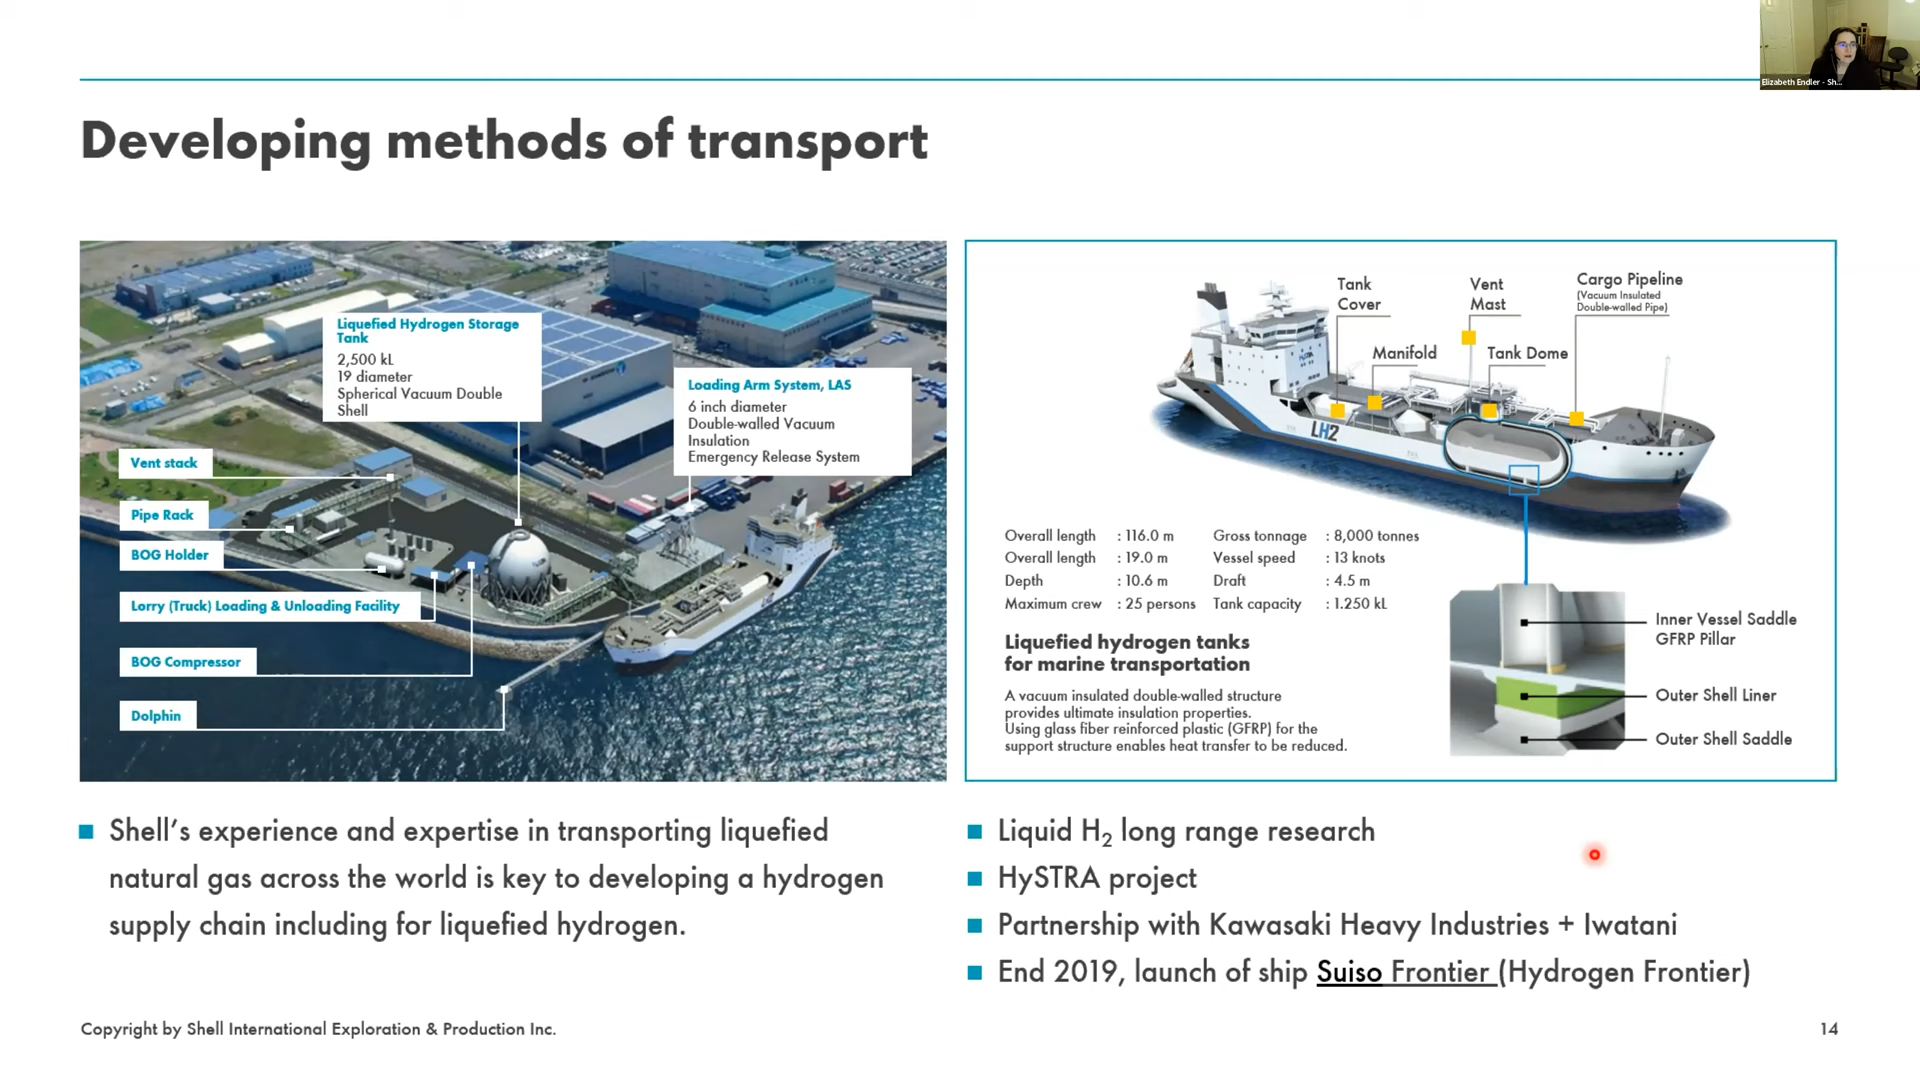 Elizabeth Endler - Sh...
Developing methods of transport
Liquefied Hydrogen Storage
Tank
2,500 kL
19 diameter
Spherical Vacuum Double
Shell
Loading Arm System, LAS
6 inch diameter
Double-walled Vacuum
Insulation
Emergency Release System
Vent stack
Pipe Rack
BOG Holder
Lorry (Truck) Loading & Unloading Facility
BOG Compressor
Dolphin
Tank
Cover
Vent
Mast
Cargo Pipeline
(Vacuum Insulated
Double-walled Pipe)
Manifold
Tank Dome
LH2
Overall length : 116.0 m Gross tonnage : 8,000 tonnes
Overall length : 19.0 m Vessel speed : 13 knots
Depth : 10.6 m Draft : 4.5 m
Maximum crew : 25 persons Tank capacity : 1.250 kL
Liquefied hydrogen tanks
for marine transportation
A vacuum insulated double-walled structure
provides ultimate insulation properties.
Using glass fiber reinforced plastic (GFRP) for the
support structure enables heat transfer to be reduced.
Inner Vessel Saddle
GFRP Pillar
Outer Shell Liner
Outer Shell Saddle
■ Shell's experience and expertise in transporting liquefied
natural gas across the world is key to developing a hydrogen
supply chain including for liquefied hydrogen.
■ Liquid H₂ long range research
■ HySTRA project
■ Partnership with Kawasaki Heavy Industries + Iwatani
■ End 2019, launch of ship Suiso Frontier (Hydrogen Frontier)
Copyright by Shell International Exploration & Production Inc.
14